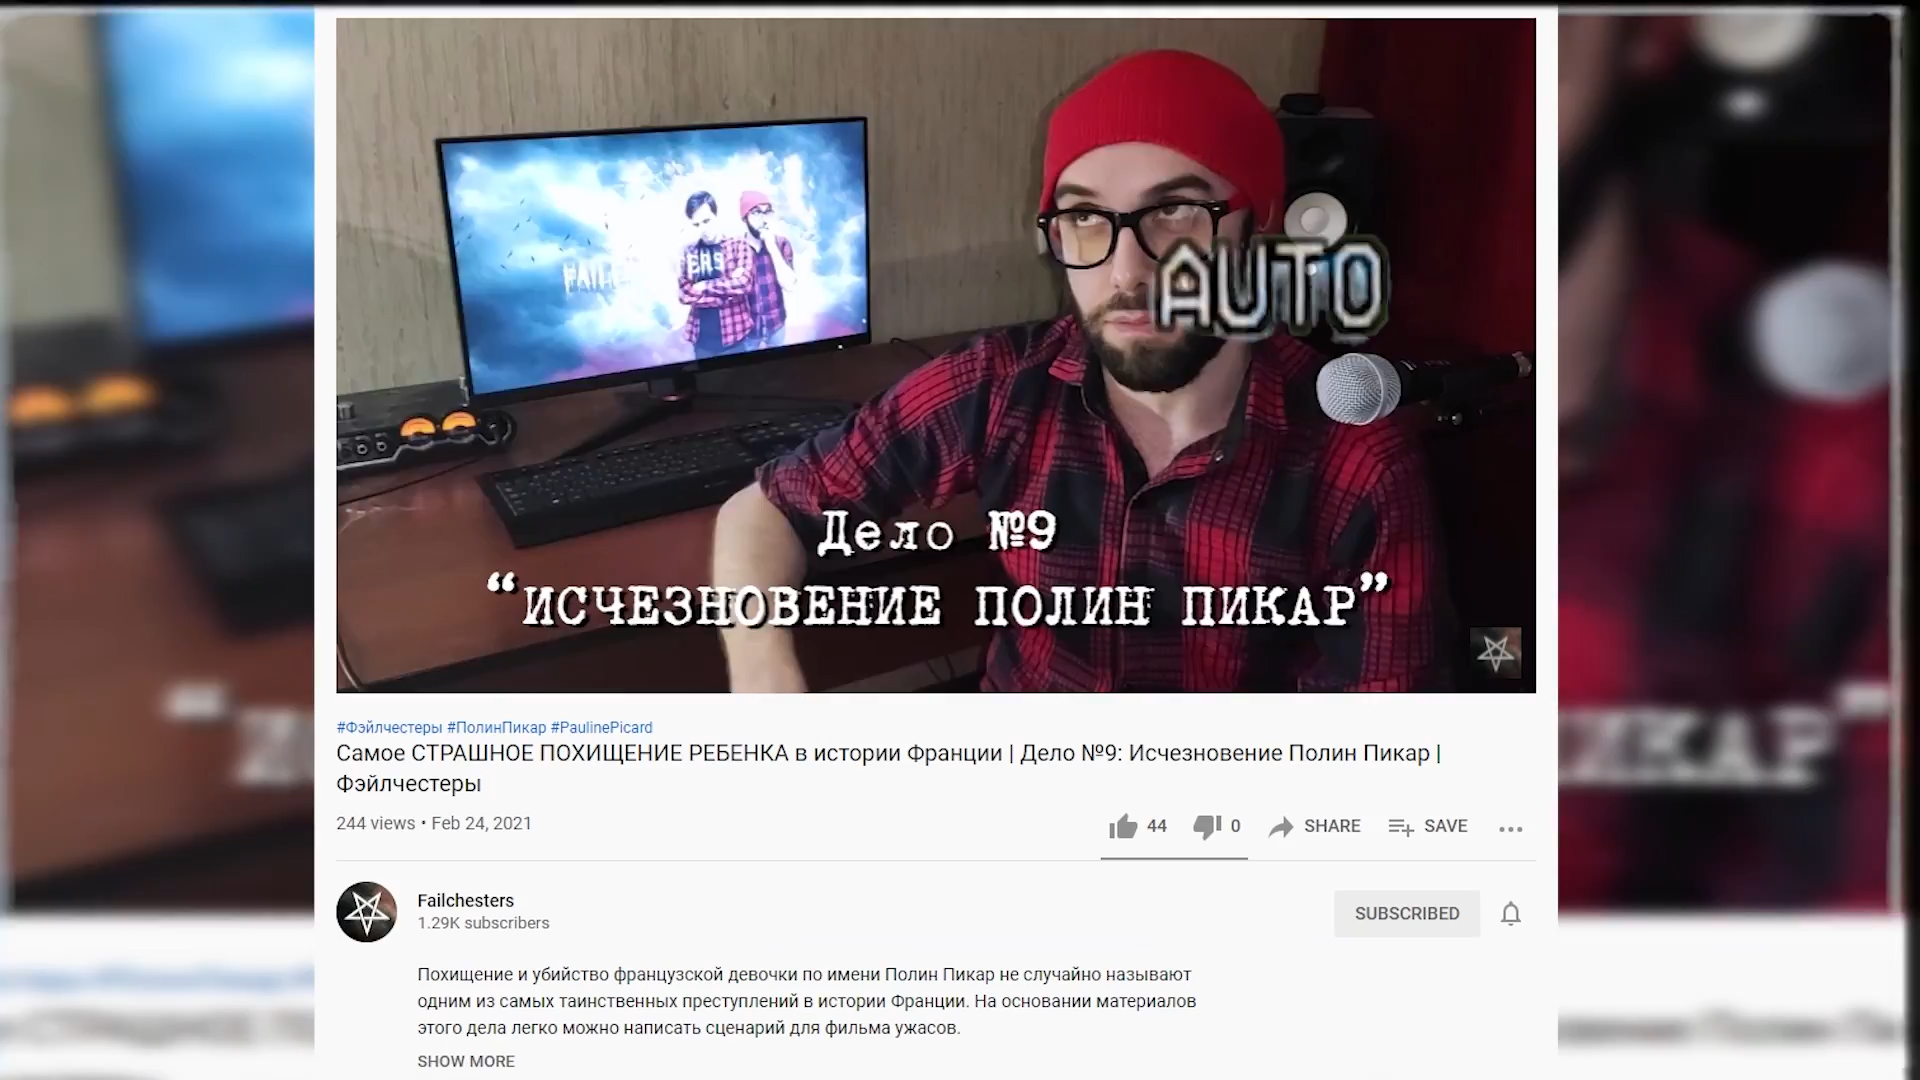 AUTO
Дело №9
“ИСЧЕЗНОВЕНИЕ ПОЛИН ПИКАР”
#Фэйлчестеры #ПолинПикар #PaulinePicard
Самое СТРАШНОЕ ПОХИЩЕНИЕ РЕБЕНКА в истории Франции | Дело №9: Исчезновение Полин Пикар |
Фэйлчестеры
244 views • Feb 24, 2021
44 0 SHARE SAVE
Failchesters
1.29K subscribers
SUBSCRIBED
Похищение и убийство французской девочки по имени Полин Пикар не случайно называют
одним из самых таинственных преступлений в истории Франции. На основании материалов
этого дела легко можно написать сценарий для фильма ужасов.
SHOW MORE